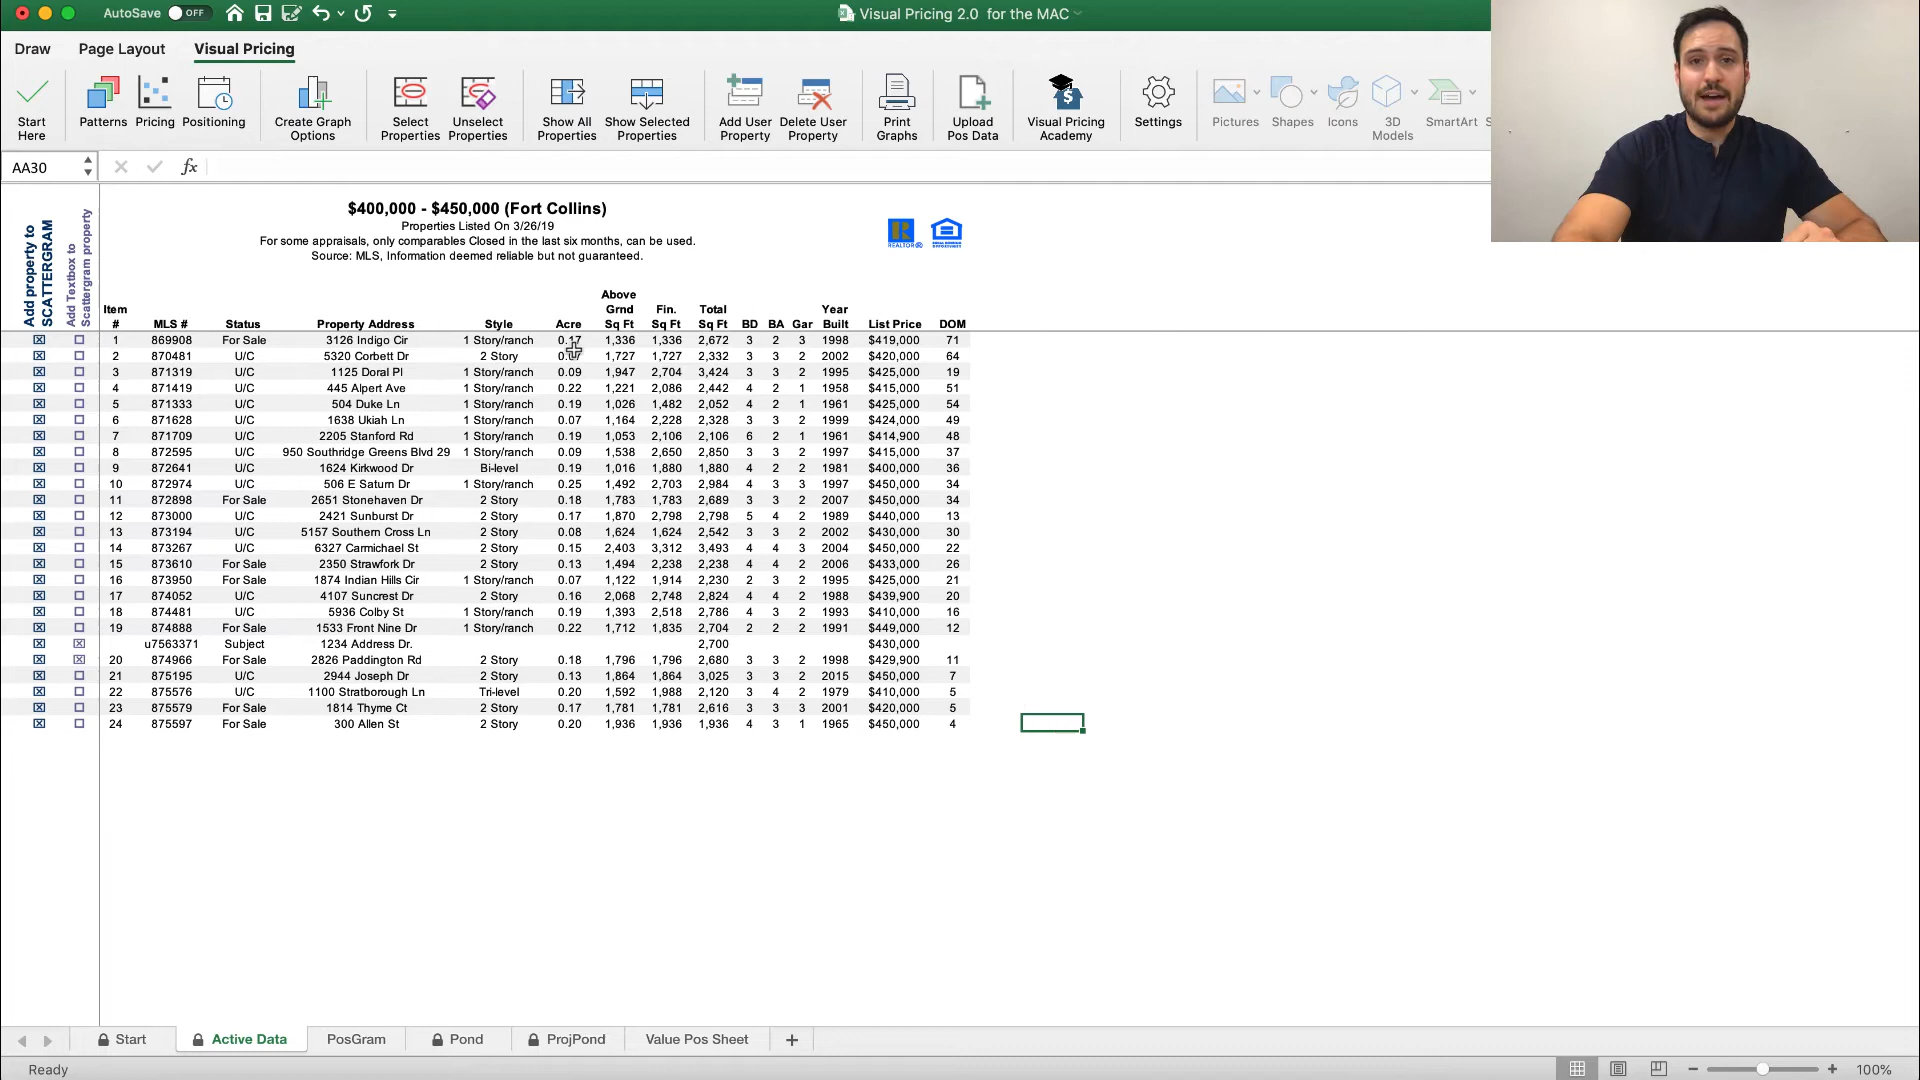 AutoSave OFF
Visual Pricing 2.0 for the MAC
Draw Page Layout Visual Pricing
Start Here
Patterns
Pricing
Positioning
Create Graph Options
Select Properties
Unselect Properties
Show All Properties
Show Selected Properties
Add User Property
Delete User Property
Print Graphs
Upload Pos Data
Visual Pricing Academy
Settings
Pictures
Shapes
Icons
3D Models
SmartArt
AA30
fx
$400,000 - $450,000 (Fort Collins)
Properties Listed On 3/26/19
For some appraisals, only comparables Closed in the last six months, can be used.
Source: MLS, Information deemed reliable but not guaranteed.
REALTOR®
Add property to SCATTERGRAM
Add Textbox to Scattergram property
Item # MLS # Status Property Address Style Acre Above Grnd Sq Ft Fin. Sq Ft Total Sq Ft BD BA Gar Year Built List Price DOM
1 869908 For Sale 3126 Indigo Cir 1 Story/ranch 0.17 1,336 1,336 2,672 3 2 3 1998 $419,000 71
2 870481 U/C 5320 Corbett Dr 2 Story 1,727 1,727 2,332 3 3 2 2002 $420,000 64
3 871319 U/C 1125 Doral Pl 1 Story/ranch 0.09 1,947 2,704 3,424 3 3 2 1995 $425,000 19
4 871419 U/C 445 Alpert Ave 1 Story/ranch 0.22 1,221 2,086 2,442 4 2 1 1958 $415,000 51
5 871333 U/C 504 Duke Ln 1 Story/ranch 0.19 1,026 1,482 2,052 4 2 1 1961 $425,000 54
6 871628 U/C 1638 Ukiah Ln 1 Story/ranch 0.07 1,164 2,228 2,328 3 3 2 1999 $424,000 49
7 871709 U/C 2205 Stanford Rd 1 Story/ranch 0.19 1,053 2,106 2,106 6 2 1 1961 $414,900 48
8 872595 U/C 950 Southridge Greens Blvd 29 1 Story/ranch 0.09 1,538 2,650 2,850 3 3 2 1997 $415,000 37
9 872641 U/C 1624 Kirkwood Dr Bi-level 0.19 1,016 1,880 1,880 4 2 2 1981 $400,000 36
10 872974 U/C 506 E Saturn Dr 1 Story/ranch 0.25 1,492 2,703 2,984 4 3 3 1997 $450,000 34
11 872898 For Sale 2651 Stonehaven Dr 2 Story 0.18 1,783 1,783 2,689 3 3 2 2007 $450,000 34
12 873000 U/C 2421 Sunburst Dr 2 Story 0.17 1,870 2,798 2,798 5 4 2 1989 $440,000 13
13 873194 U/C 5157 Southern Cross Ln 2 Story 0.08 1,624 1,624 2,542 3 3 2 2002 $430,000 30
14 873267 U/C 6327 Carmichael St 2 Story 0.15 2,403 3,312 3,493 4 4 3 2004 $450,000 22
15 873610 For Sale 2350 Strawfork Dr 2 Story 0.13 1,494 2,238 2,238 4 4 2 2006 $433,000 26
16 873950 For Sale 1874 Indian Hills Cir 1 Story/ranch 0.07 1,122 1,914 2,230 2 3 2 1995 $425,000 21
17 874052 U/C 4107 Suncrest Dr 2 Story 0.16 2,068 2,748 2,824 4 4 2 1988 $439,900 20
18 874481 U/C 5936 Colby St 1 Story/ranch 0.19 1,393 2,518 2,786 4 3 2 1993 $410,000 16
19 874888 For Sale 1533 Front Nine Dr 1 Story/ranch 0.22 1,712 1,835 2,704 2 2 2 1991 $449,000 12
u7563371 Subject 1234 Address Dr. 2,700 $430,000
20 874966 For Sale 2826 Paddington Rd 2 Story 0.18 1,796 1,796 2,680 3 3 2 1998 $429,900 11
21 875195 U/C 2944 Joseph Dr 2 Story 0.13 1,864 1,864 3,025 3 3 2 2015 $450,000 7
22 875576 U/C 1100 Stratborough Ln Tri-level 0.20 1,592 1,988 2,120 3 4 2 1979 $410,000 5
23 875579 For Sale 1814 Thyme Ct 2 Story 0.17 1,781 1,781 2,616 3 3 3 2001 $420,000 5
24 875597 For Sale 300 Allen St 2 Story 0.20 1,936 1,936 1,936 4 3 1 1965 $450,000 4
Start Active Data PosGram Pond ProjPond Value Pos Sheet +
Ready
100%